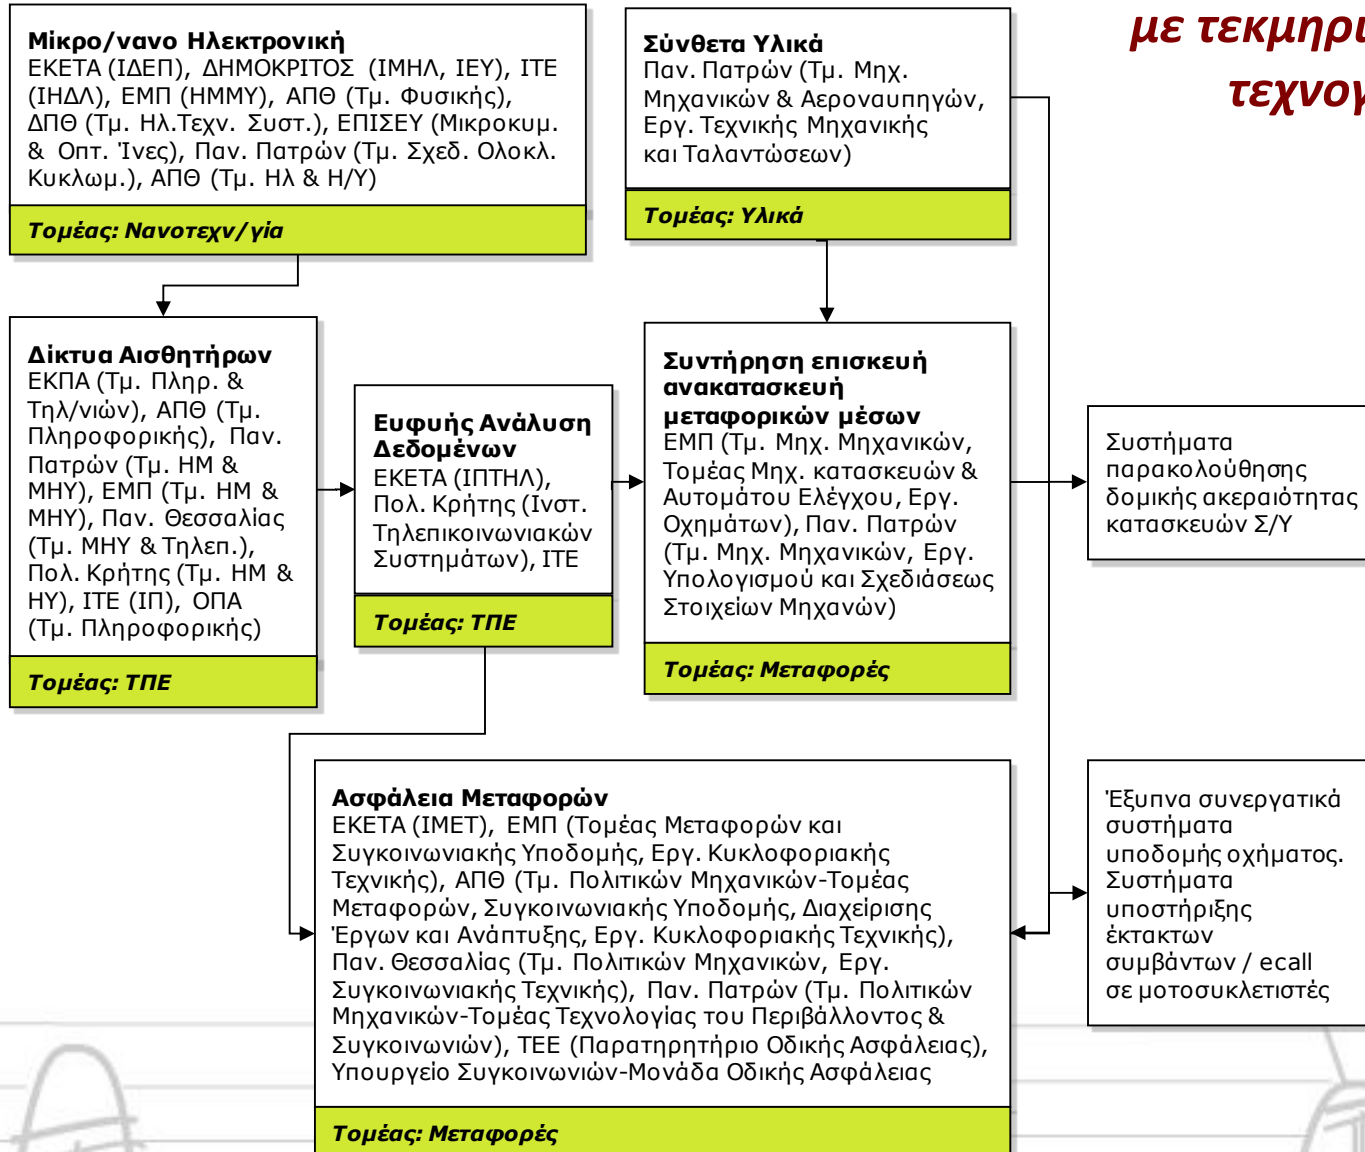 με τεκμηρι
τεχνογ
Μίκρο/νανο Ηλεκτρονική
ΕΚΕΤΑ (ΙΔΕΠ), ΔΗΜΟΚΡΙΤΟΣ (ΙΜΗΛ, ΙΕΥ), ΙΤΕ
(ΙΗΔΛ), ΕΜΠ (ΗΜΜΥ), ΑΠΘ (Τμ. Φυσικής),
ΔΠΘ (Τμ. Ηλ.Τεχν. Συστ.), ΕΠΙΣΕΥ (Μικροκυμ.
& Οπτ. Ίνες), Παν. Πατρών (Τμ. Σχεδ. Ολοκλ.
Κυκλωμ.), ΑΠΘ (Τμ. Ηλ & Η/Υ)
Τομέας: Νανοτεχν/γία
Σύνθετα Υλικά
Παν. Πατρών (Τμ. Μηχ.
Μηχανικών & Αεροναυπηγών,
Εργ. Τεχνικής Μηχανικής
και Ταλαντώσεων)
Τομέας: Υλικά
Δίκτυα Αισθητήρων
ΕΚΠΑ (Τμ. Πληρ. &
Τηλ/νιών), ΑΠΘ (Τμ.
Πληροφορικής), Παν.
Πατρών (Τμ. ΗΜ &
ΜΗΥ), ΕΜΠ (Τμ. ΗΜ &
ΜΗΥ), Παν. Θεσσαλίας
(Τμ. ΜΗΥ & Τηλεπ.),
Πολ. Κρήτης (Τμ. ΗΜ &
ΗΥ), ΙΤΕ (ΙΠ), ΟΠΑ
(Τμ. Πληροφορικής)
Τομέας: ΤΠΕ
Ευφυής Ανάλυση
Δεδομένων
ΕΚΕΤΑ (ΙΠΤΗΛ),
Πολ. Κρήτης (Ινστ.
Τηλεπικοινωνιακών
Συστημάτων), ΙΤΕ
Τομέας: ΤΠΕ
Συντήρηση επισκευή
ανακατασκευή
μεταφορικών μέσων
ΕΜΠ (Τμ. Μηχ. Μηχανικών,
Τομέας Μηχ. κατασκευών &
Αυτομάτου Ελέγχου, Εργ.
Οχημάτων), Παν. Πατρών
(Τμ. Μηχ. Μηχανικών, Εργ.
Υπολογισμού και Σχεδιάσεως
Στοιχείων Μηχανών)
Τομέας: Μεταφορές
Συστήματα
παρακολούθησης
δομικής ακεραιότητας
κατασκευών Σ/Υ
Ασφάλεια Μεταφορών
ΕΚΕΤΑ (ΙΜΕΤ), ΕΜΠ (Τομέας Μεταφορών και
Συγκοινωνιακής Υποδομής, Εργ. Κυκλοφοριακής
Τεχνικής), ΑΠΘ (Τμ. Πολιτικών Μηχανικών-Τομέας
Μεταφορών, Συγκοινωνιακής Υποδομής, Διαχείρισης
Έργων και Ανάπτυξης, Εργ. Κυκλοφοριακής Τεχνικής),
Παν. Θεσσαλίας (Τμ. Πολιτικών Μηχανικών, Εργ.
Συγκοινωνιακής Τεχνικής), Παν. Πατρών (Τμ. Πολιτικών
Μηχανικών-Τομέας Τεχνολογίας του Περιβάλλοντος &
Συγκοινωνιών), ΤΕΕ (Παρατηρητήριο Οδικής Ασφάλειας),
Υπουργείο Συγκοινωνιών-Μονάδα Οδικής Ασφάλειας
Τομέας: Μεταφορές
Έξυπνα συνεργατικά
συστήματα
υποδομής οχήματος.
Συστήματα
υποστήριξης
έκτακτων
συμβάντων / ecall
σε μοτοσυκλετιστές